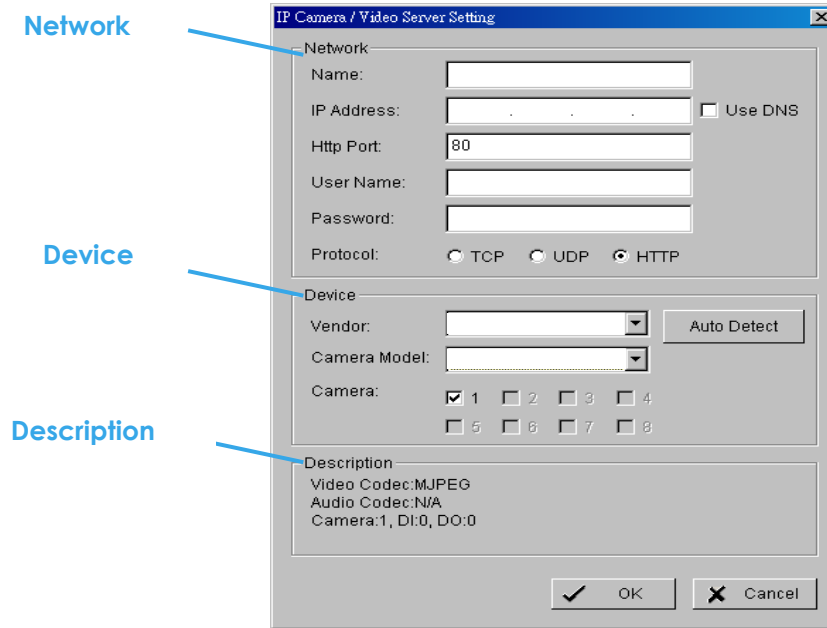 Network
Device
Description
IP Camera / Video Server Setting
Network
Name:
IP Address: . . . Use DNS
Http Port: 80
User Name:
Password:
Protocol: TCP UDP HTTP
Device
Vendor: Auto Detect
Camera Model:
Camera: 1 2 3 4
5 6 7 8
Description
Video Codec:MJPEG
Audio Codec:N/A
Camera:1, DI:0, DO:0
OK Cancel